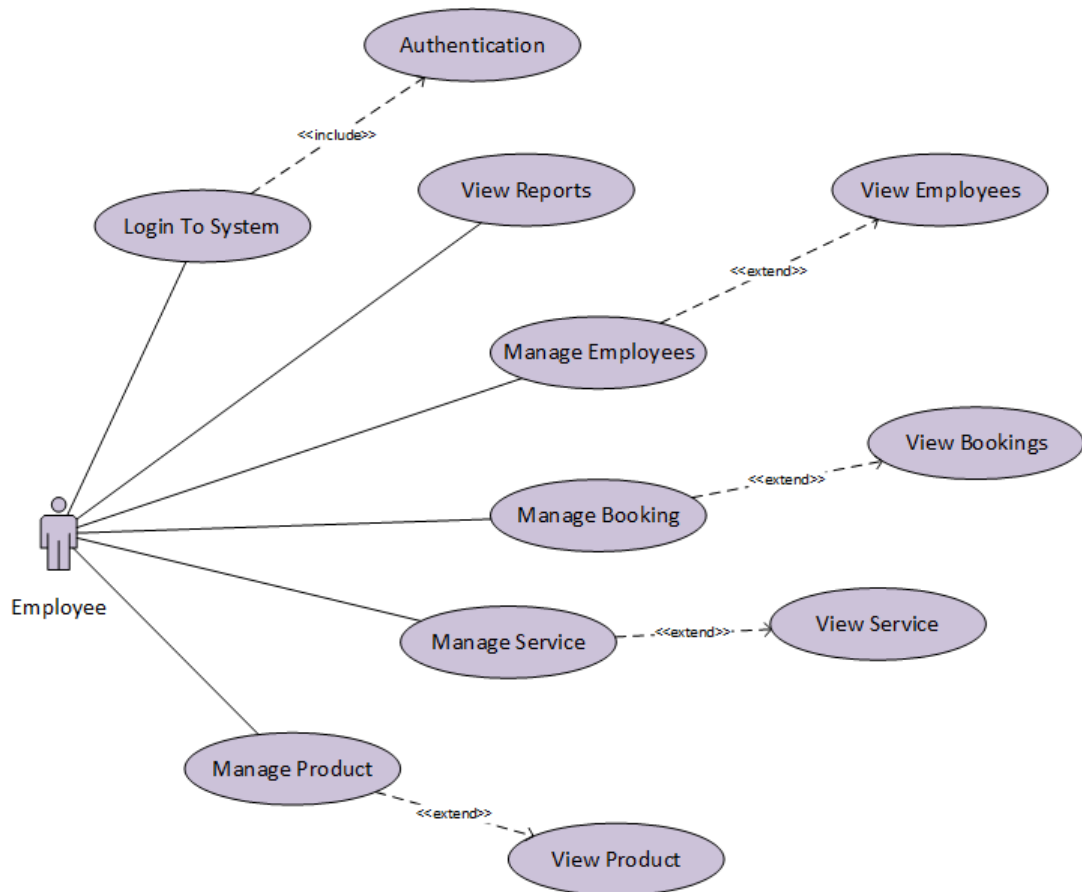 Authentication
<<include>>
View Reports
View Employees
Login To System
<<extend>>
Manage Employees
View Bookings
<<extend>>
Manage Booking
Employee
View Service
<<extend>>
Manage Service
Manage Product
<<extend>>
View Product